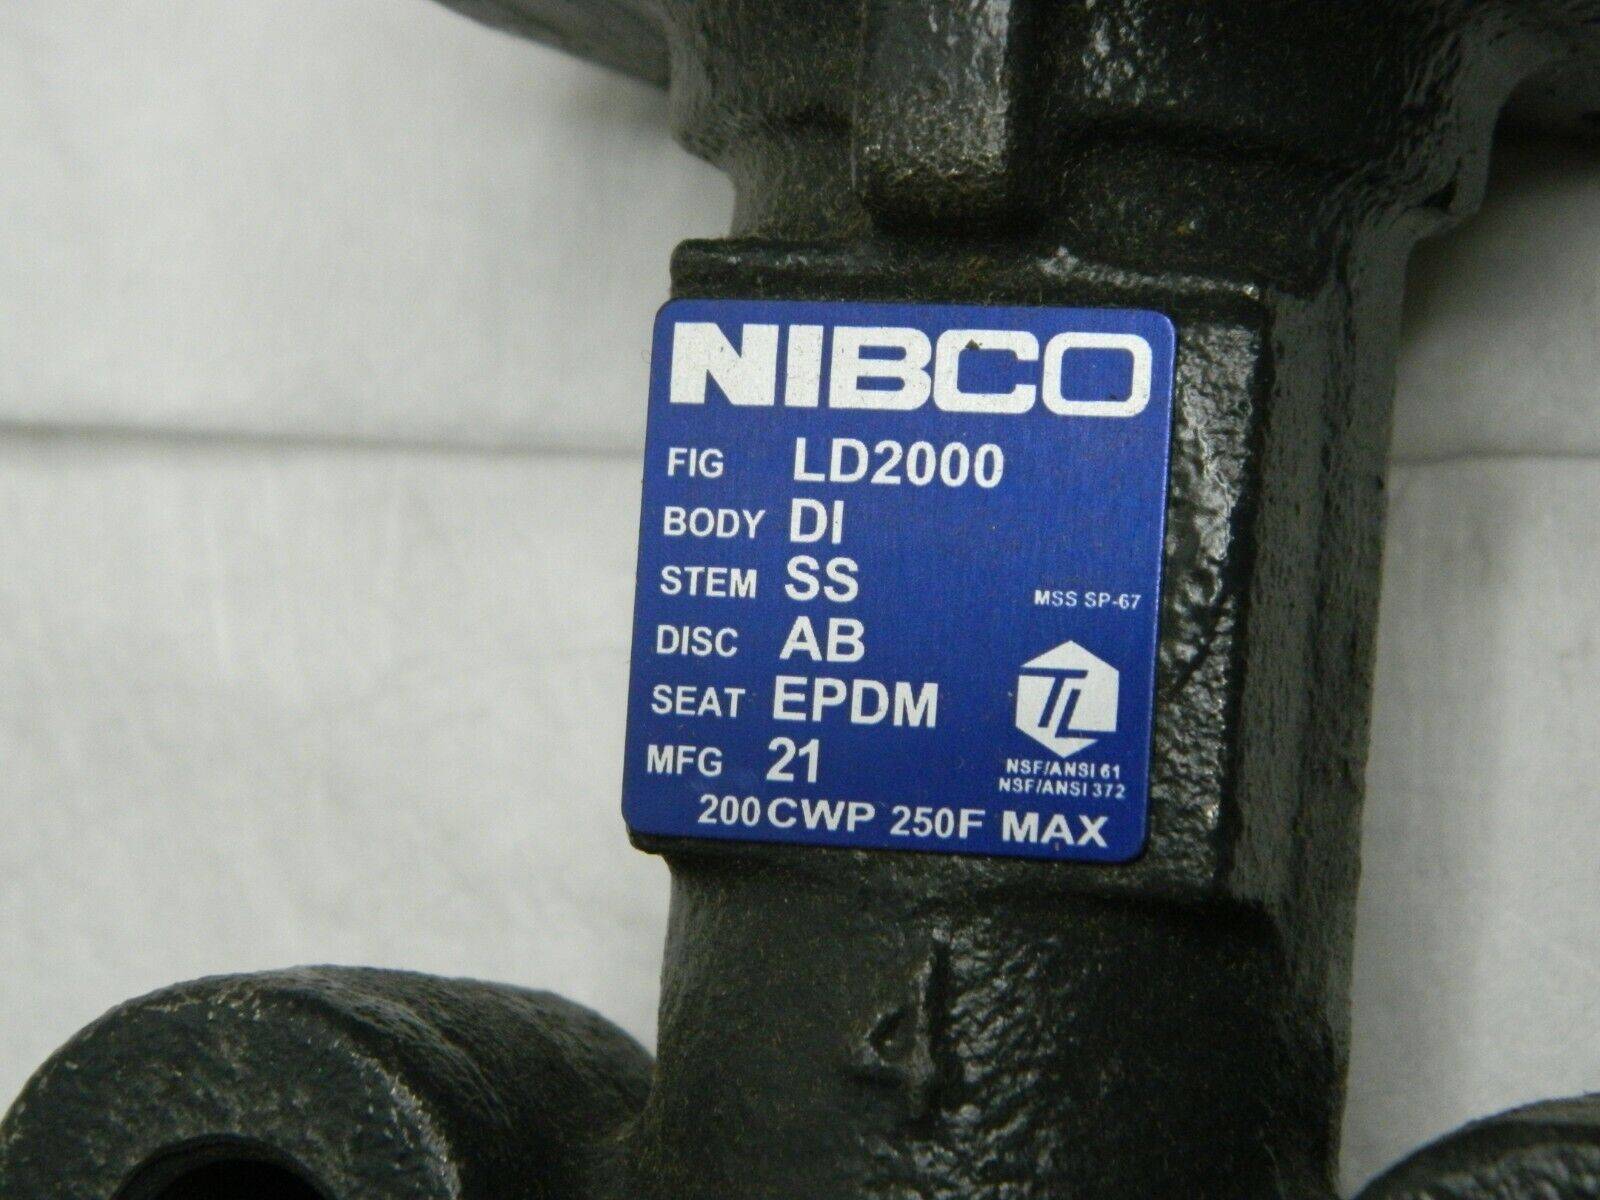 NIBCO
FIG LD2000
BODY DI
STEM SS
MSS SP-67
DISC AB
SEAT EPDM
MFG 21
TL
NSF/ANSI 61
NSF/ANSI 372
200 CWP 250F MAX
4